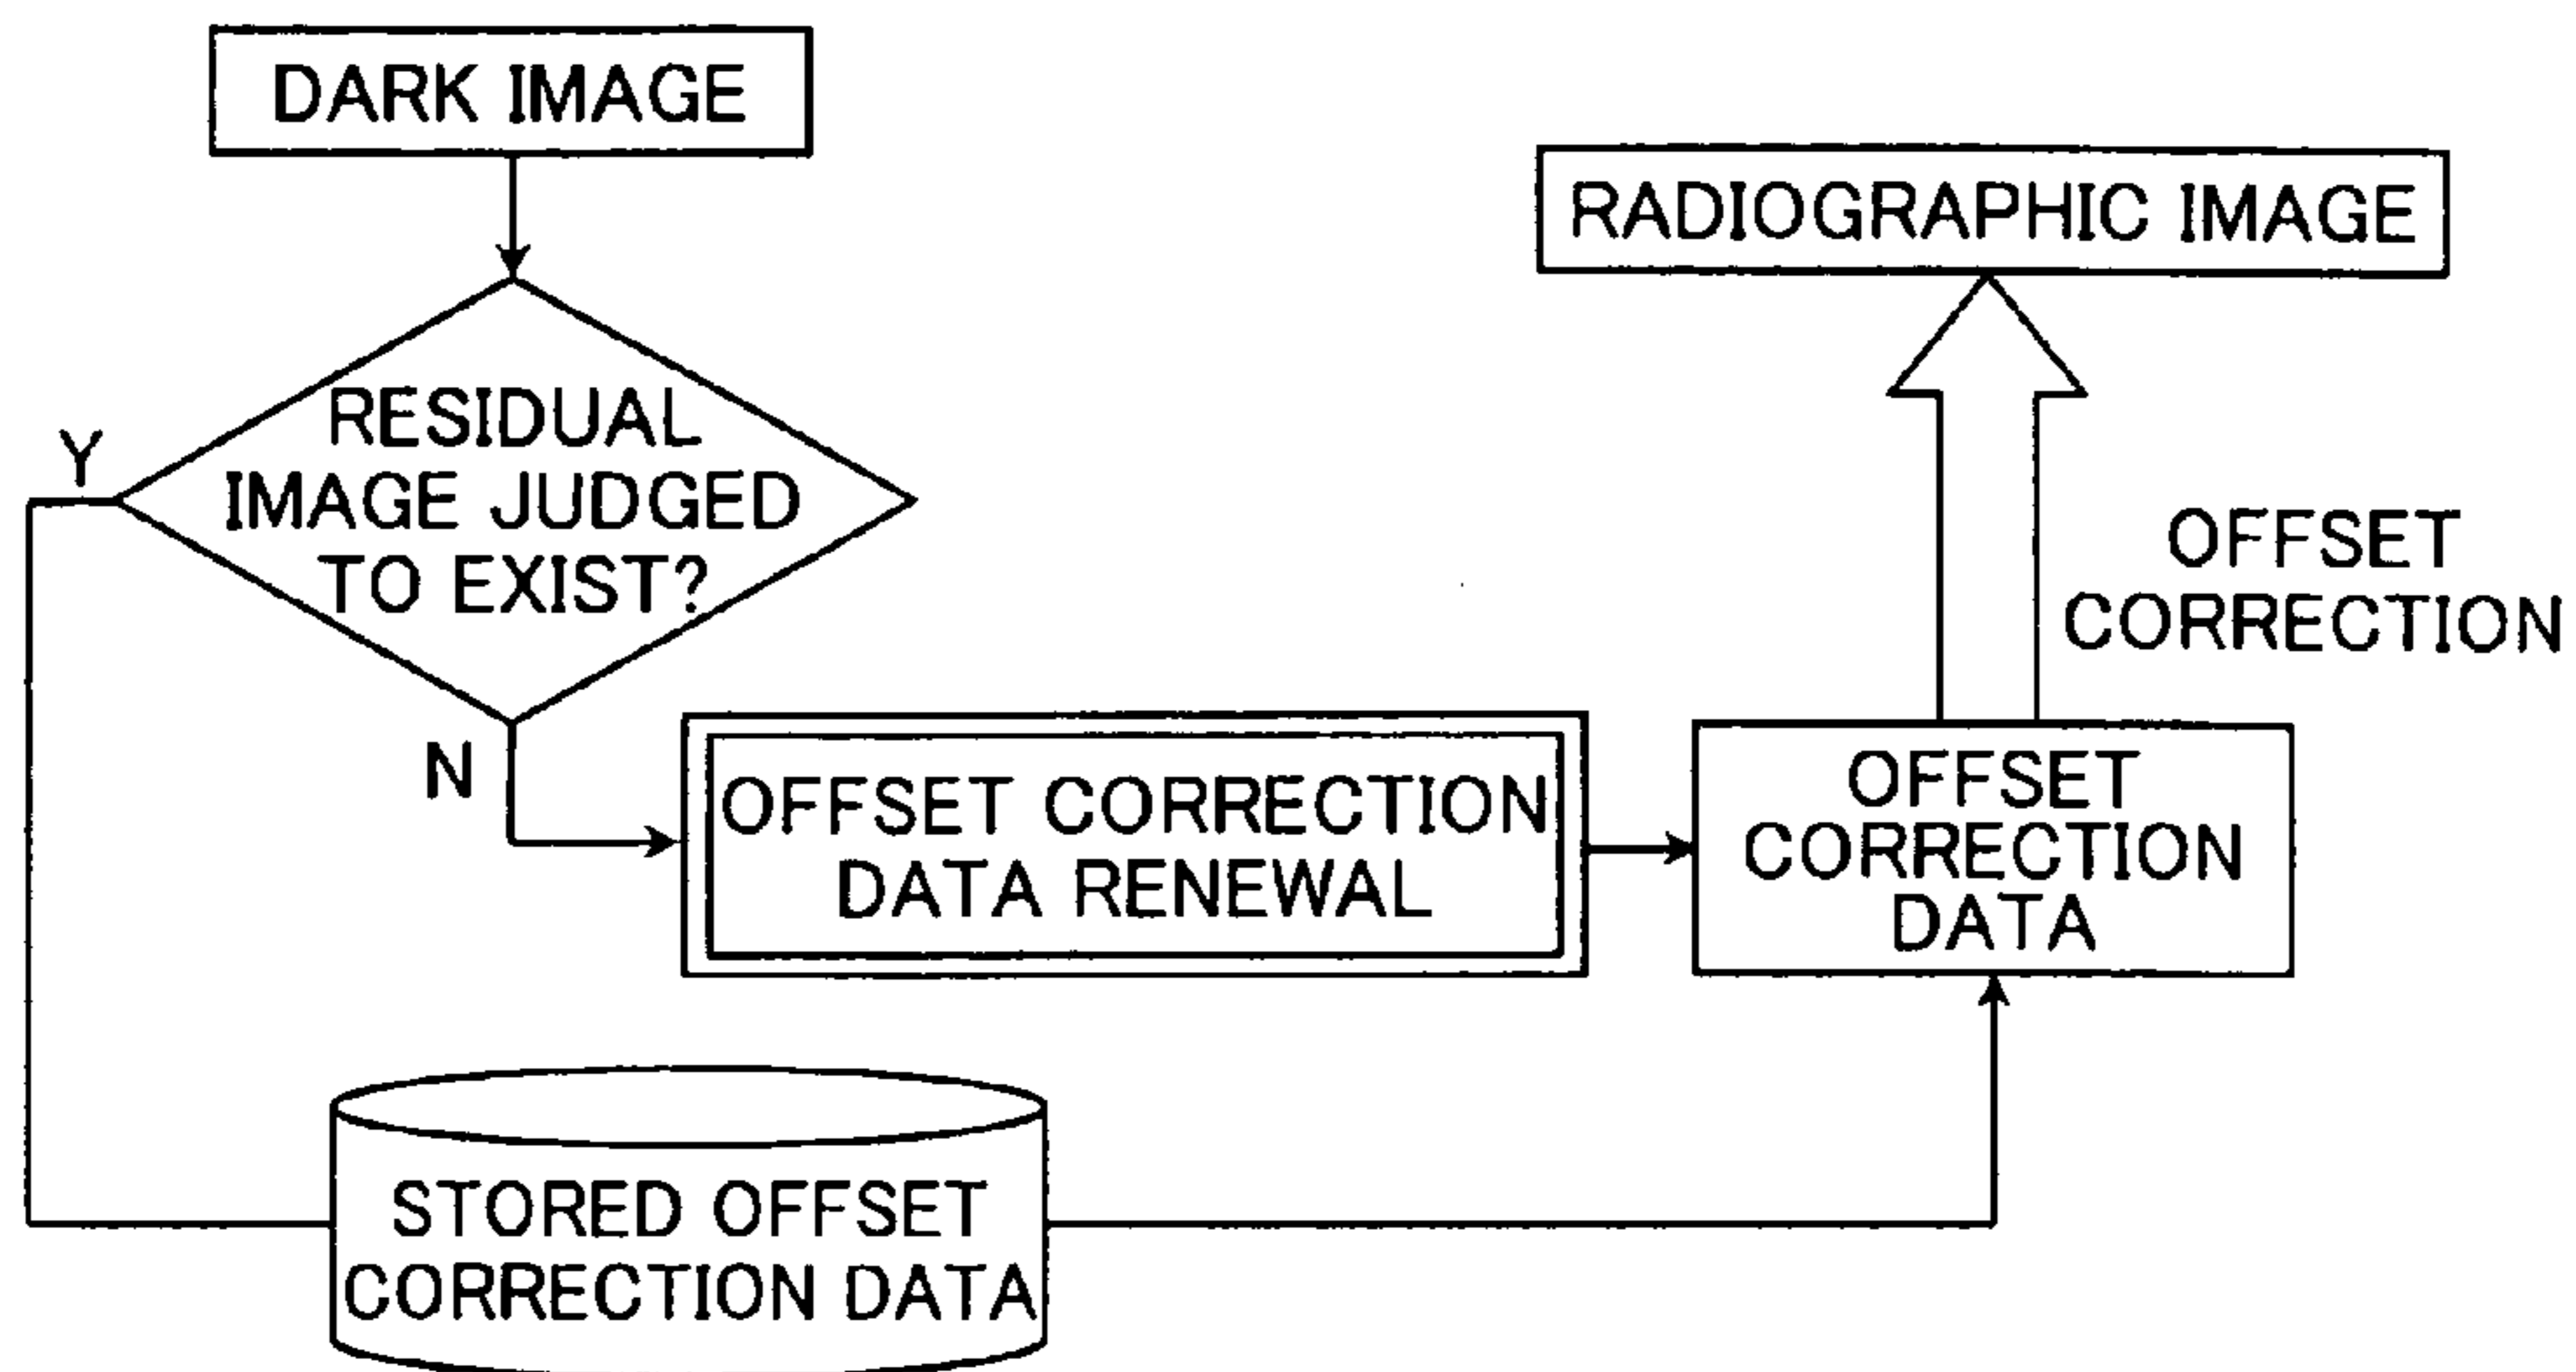 DARK IMAGE
RADIOGRAPHIC IMAGE
RESIDUAL
IMAGE JUDGED
TO EXIST?
Y
N
OFFSET
CORRECTION
OFFSET CORRECTION
DATA RENEWAL
OFFSET
CORRECTION
DATA
STORED OFFSET
CORRECTION DATA